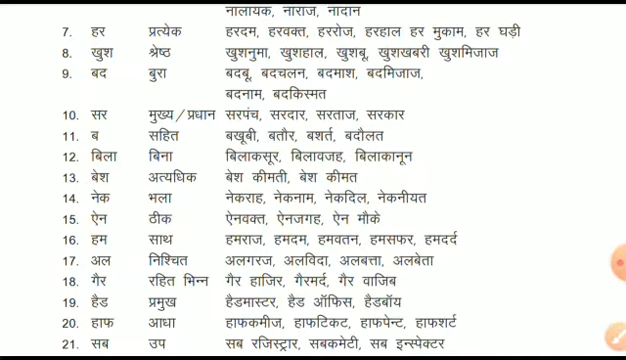 नालायक, नाराज, नादान
7. हर प्रत्येक हरदम, हरवक्त, हररोज, हरहाल हर मुकाम, हर घड़ी
8. खुश श्रेष्ठ खुशनुमा, खुशहाल, खुशबू, खुशखबरी खुशमिजाज
9. बद बुरा बदबू, बदचलन, बदमाश, बदमिजाज,
बदनाम, बदकिस्मत
10. सर मुख्य/प्रधान सरपंच, सरदार, सरताज, सरकार
11. ब सहित बखूबी, बतौर, बशर्त, बदौलत
12. बिला बिना बिलाकसूर, बिलावजह, बिलाकानून
13. बेश अत्यधिक बेश कीमती, बेश कीमत
14. नेक भला नेकराह, नेकनाम, नेकदिल, नेकनीयत
15. ऐन ठीक ऐनवक्त, ऐनजगह, ऐन मौके
16. हम साथ हमराज, हमदम, हमवतन, हमसफर, हमदर्द
17. अल निश्चित अलगरज, अलविदा, अलबत्ता, अलबेता
18. गैर रहित भिन्न गैर हाजिर, गैरमर्द, गैर वाजिब
19. हैड प्रमुख हैडमास्टर, हैड ऑफिस, हैडबॉय
20. हाफ आधा हाफकमीज, हाफटिकट, हाफपेन्ट, हाफशर्ट
21. सब उप सब रजिस्ट्रार, सबकमेटी, सब इन्स्पेक्टर